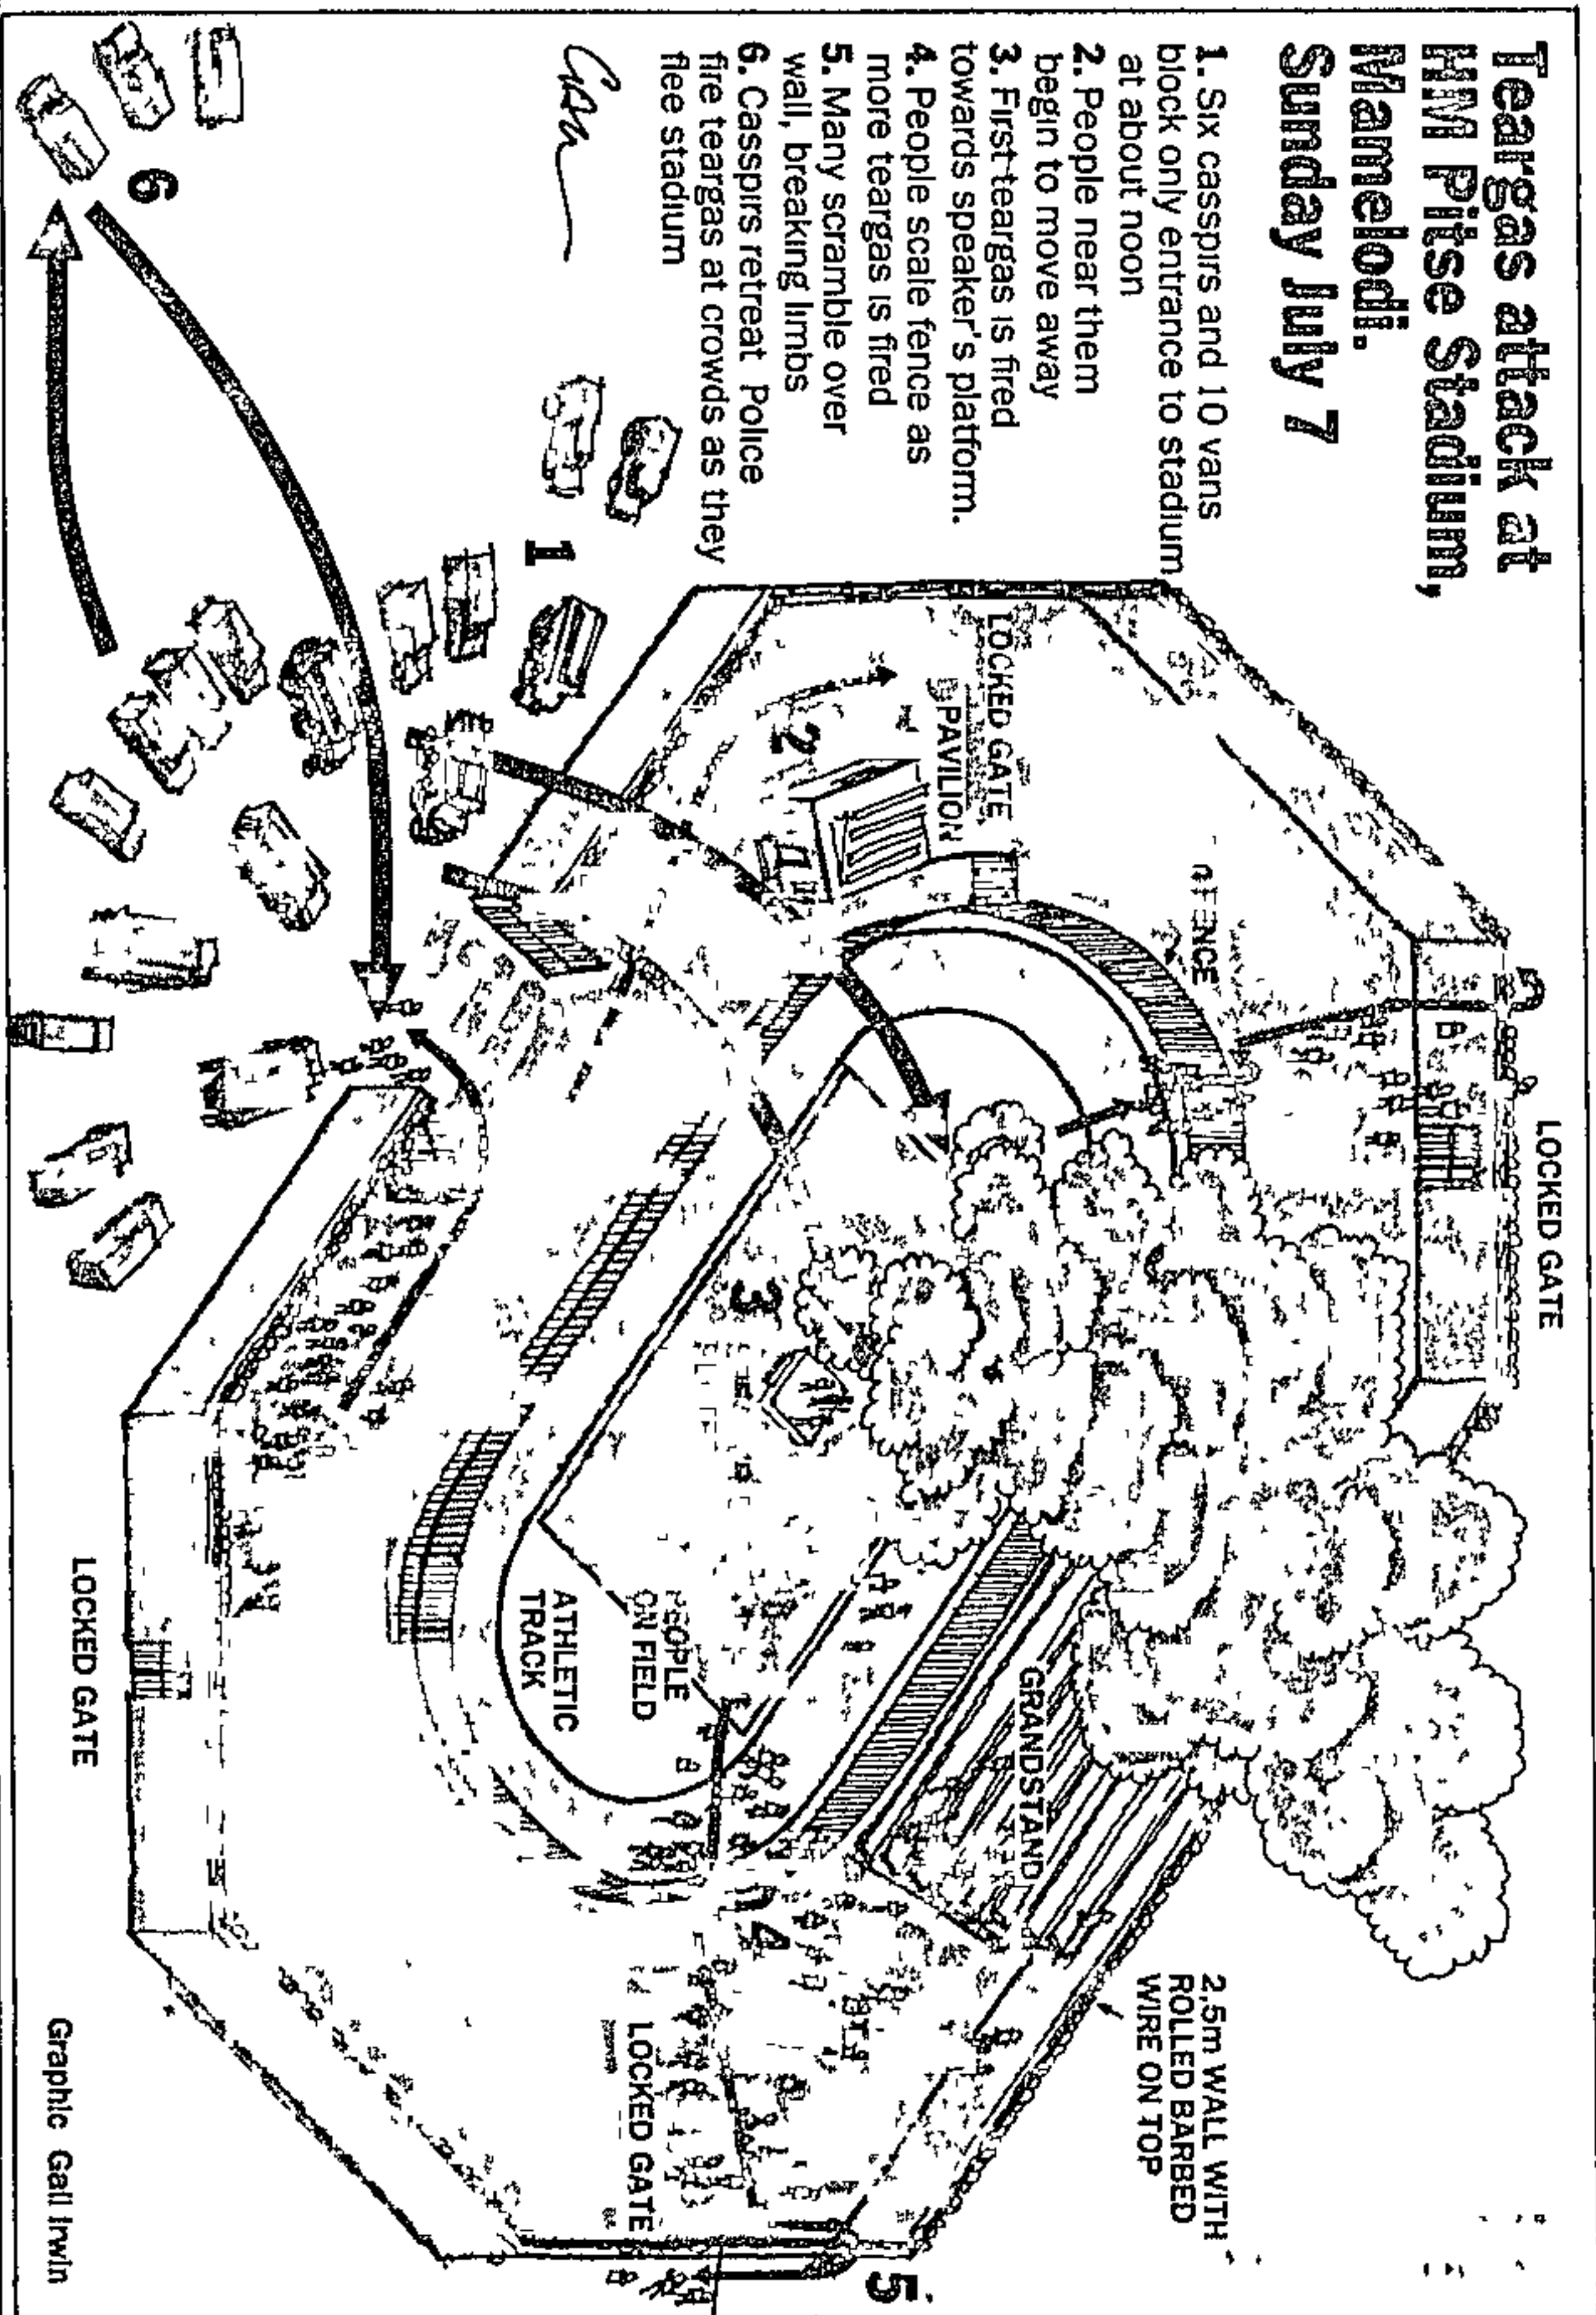 Teargas attack at
HM Pitse Stadium,
Mamelodi.
Sunday July 7
1. Six casspirs and 10 vans
block only entrance to stadium
at about noon
2. People near them
begin to move away
3. First teargas is fired
towards speaker's platform.
4. People scale fence as
more teargas is fired
5. Many scramble over
wall, breaking limbs
6. Casspirs retreat Police
fire teargas at crowds as they
flee stadium
LOCKED GATE
FENCE
LOCKED GATE
PAVILION
2,5m WALL WITH
ROLLED BARBED
WIRE ON TOP
GRANDSTAND
PEOPLE
ON FIELD
ATHLETIC
TRACK
LOCKED GATE
LOCKED GATE
1
2
3
4
5
6
Graphic Gail Irwin